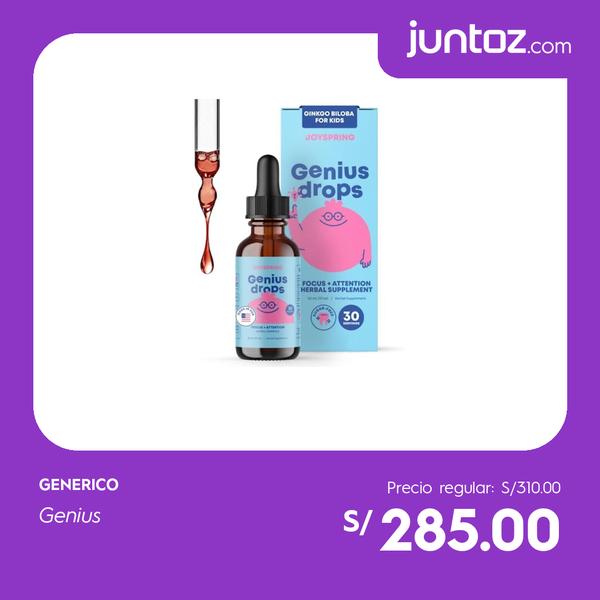 juntoz.com
GINKGO BILOBA
FOR KIDS
JOYSPRING
Genius
drops
FOCUS + ATTENTION
HERBAL SUPPLEMENT
30
JOYSPRING
Genius
drops
FOCUS + ATTENTION
GENERICO
Genius
Precio regular: S/310.00
S/ 285.00